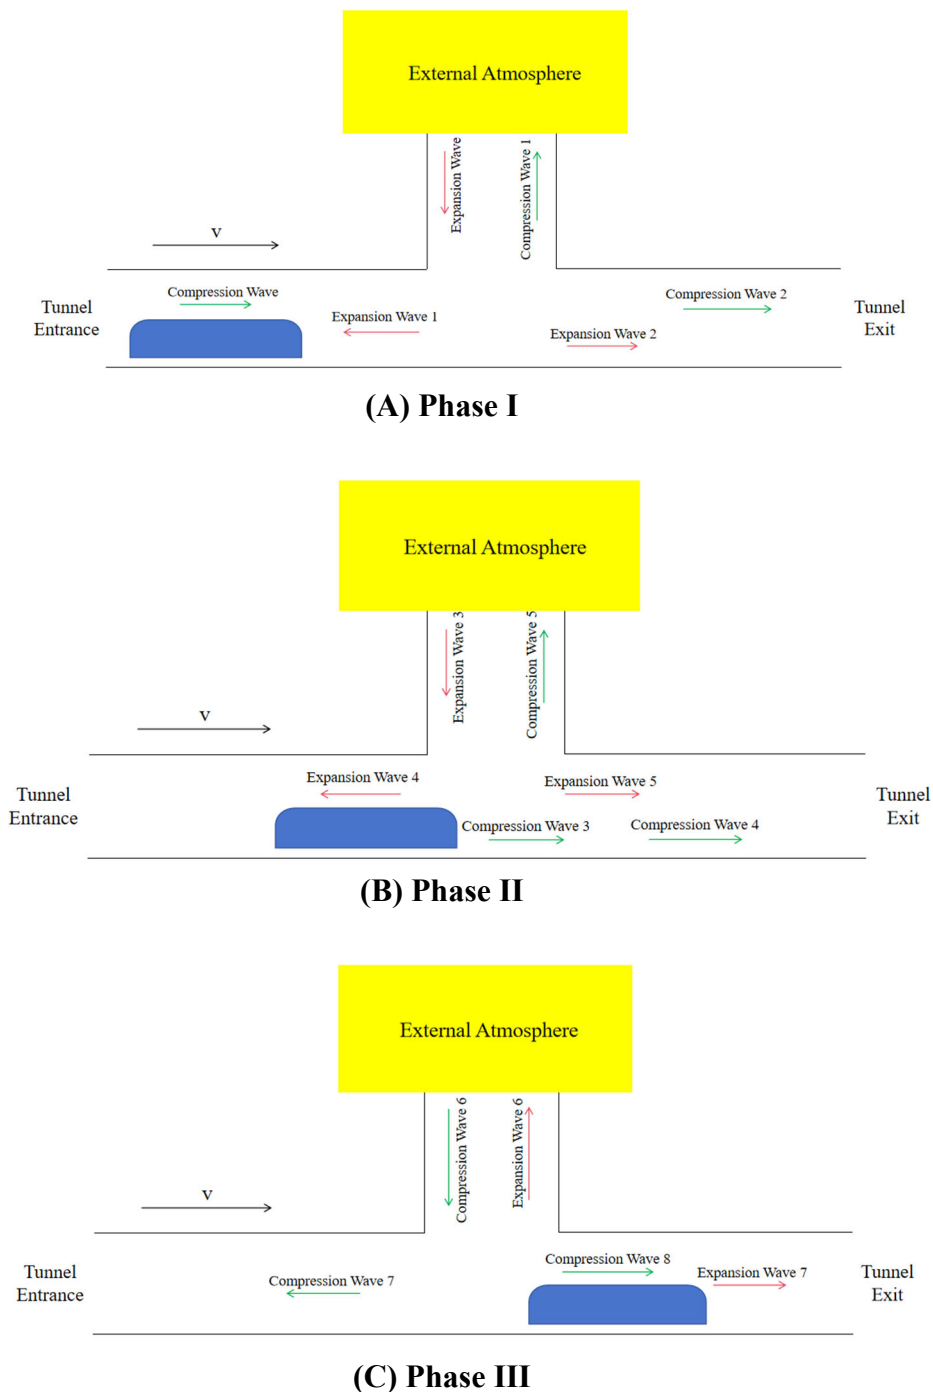 External Atmosphere
Expansion Wave
Compression Wave 1
v
Compression Wave
Compression Wave 2
Tunnel
Entrance
Expansion Wave 1
Expansion Wave 2
Tunnel
Exit
(A) Phase I
External Atmosphere
Expansion Wave 3
Compression Wave 5
v
Expansion Wave 4
Expansion Wave 5
Tunnel
Entrance
Compression Wave 3
Compression Wave 4
Tunnel
Exit
(B) Phase II
External Atmosphere
Compression Wave 6
Expansion Wave 6
v
Compression Wave 8
Tunnel
Entrance
Compression Wave 7
Expansion Wave 7
Tunnel
Exit
(C) Phase III